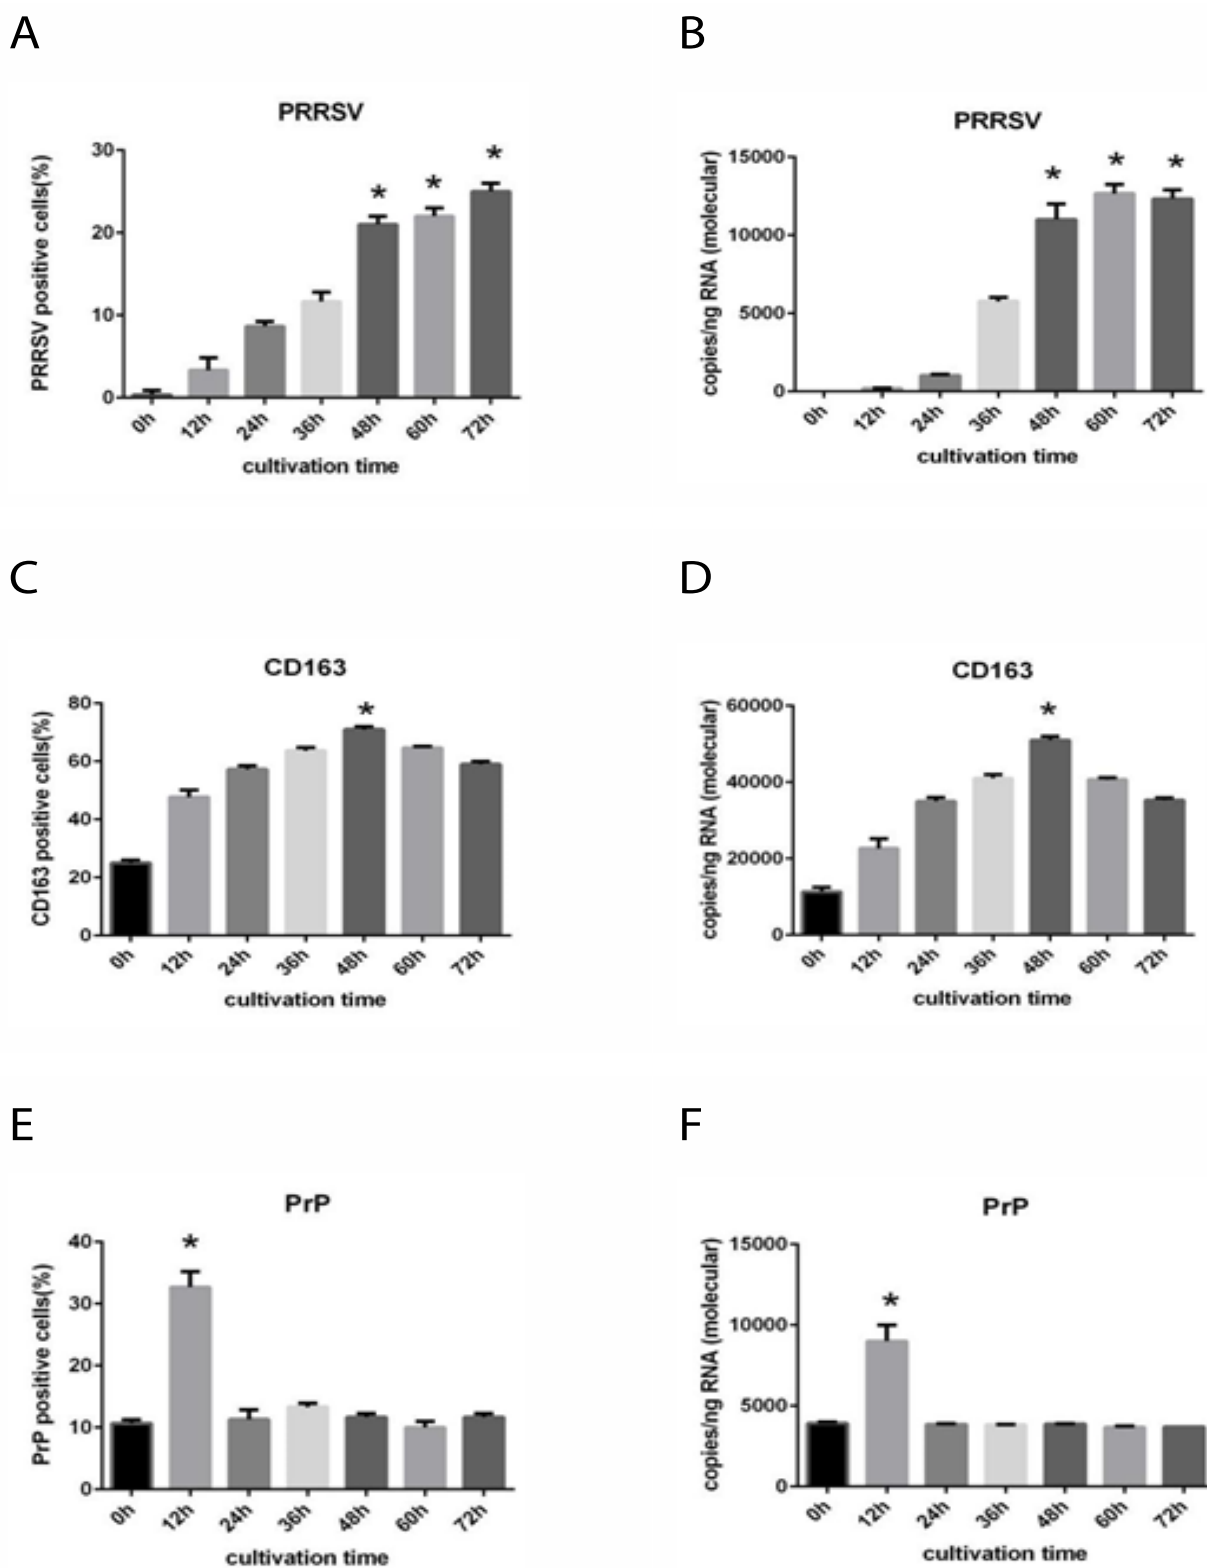 A
PRRSV
PRRSV positive cells(%)
30
20
10
0
0h 12h 24h 36h 48h 60h 72h
* * *
cultivation time
B
PRRSV
copies/ng RNA (molecular)
15000
10000
5000
0
0h 12h 24h 36h 48h 60h 72h
* * *
cultivation time
C
CD163
CD163 positive cells(%)
80
60
40
20
0
0h 12h 24h 36h 48h 60h 72h
*
cultivation time
D
CD163
copies/ng RNA (molecular)
60000
40000
20000
0
0h 12h 24h 36h 48h 60h 72h
*
cultivation time
E
PrP
PrP positive cells(%)
40
30
20
10
0
0h 12h 24h 36h 48h 60h 72h
*
cultivation time
F
PrP
copies/ng RNA (molecular)
15000
10000
5000
0
0h 12h 24h 36h 48h 60h 72h
*
cultivation time